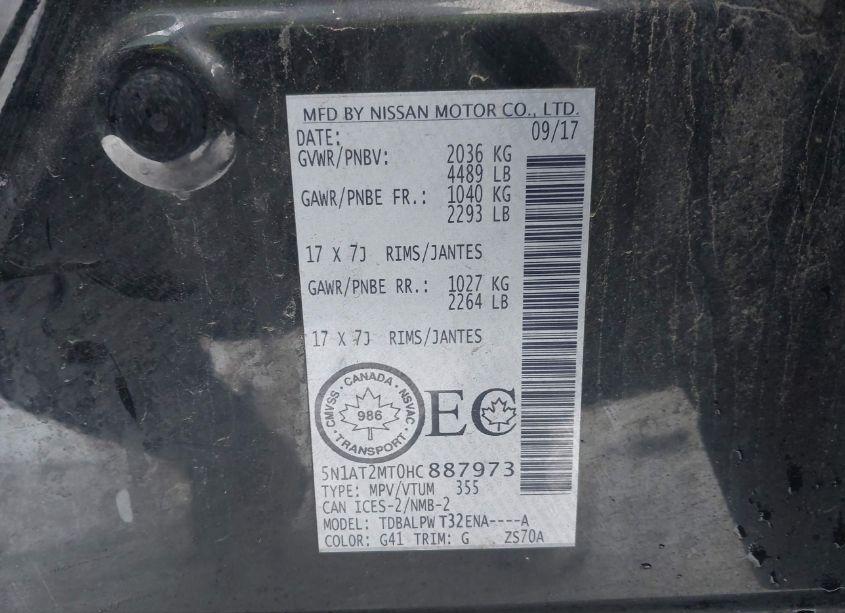 MFD BY NISSAN MOTOR CO., LTD.
DATE: 09/17
GVWR/PNBV: 2036 KG
4489 LB
GAWR/PNBE FR.: 1040 KG
2293 LB
17 X 7J RIMS/JANTES
GAWR/PNBE RR.: 1027 KG
2264 LB
17 X 7J RIMS/JANTES
CMVSS · CANADA · NSVAC
986
TRANSPORT
EC
5N1AT2MT0HC887973
TYPE: MPV/VTUM 355
CAN ICES-2/NMB-2
MODEL: TDBALPW T32ENA----A
COLOR: G41 TRIM: G ZS70A